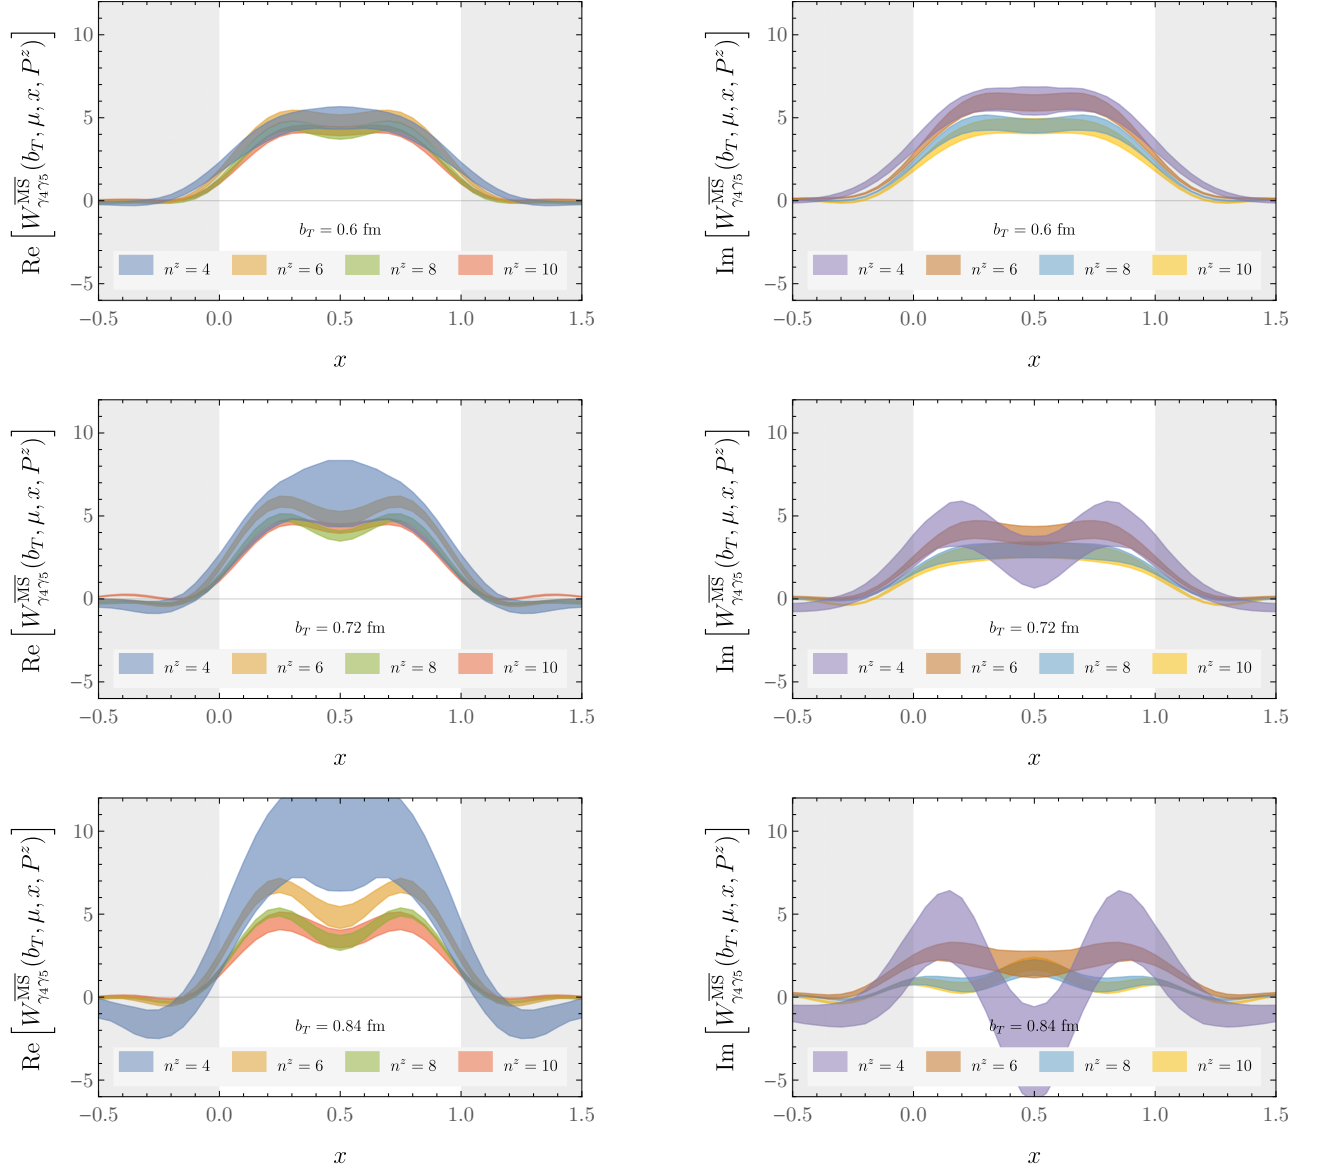 Re [W^{\overline{MS}}_{γ4γ5}(b_T, μ, x, P^z)]
10
5
0
−5
b_T = 0.6 fm
n^z = 4 n^z = 6 n^z = 8 n^z = 10
−0.5 0.0 0.5 1.0 1.5
x
Im [W^{\overline{MS}}_{γ4γ5}(b_T, μ, x, P^z)]
10
5
0
−5
b_T = 0.6 fm
n^z = 4 n^z = 6 n^z = 8 n^z = 10
−0.5 0.0 0.5 1.0 1.5
x
Re [W^{\overline{MS}}_{γ4γ5}(b_T, μ, x, P^z)]
10
5
0
−5
b_T = 0.72 fm
n^z = 4 n^z = 6 n^z = 8 n^z = 10
−0.5 0.0 0.5 1.0 1.5
x
Im [W^{\overline{MS}}_{γ4γ5}(b_T, μ, x, P^z)]
10
5
0
−5
b_T = 0.72 fm
n^z = 4 n^z = 6 n^z = 8 n^z = 10
−0.5 0.0 0.5 1.0 1.5
x
Re [W^{\overline{MS}}_{γ4γ5}(b_T, μ, x, P^z)]
10
5
0
−5
b_T = 0.84 fm
n^z = 4 n^z = 6 n^z = 8 n^z = 10
−0.5 0.0 0.5 1.0 1.5
x
Im [W^{\overline{MS}}_{γ4γ5}(b_T, μ, x, P^z)]
10
5
0
−5
b_T = 0.84 fm
n^z = 4 n^z = 6 n^z = 8 n^z = 10
−0.5 0.0 0.5 1.0 1.5
x